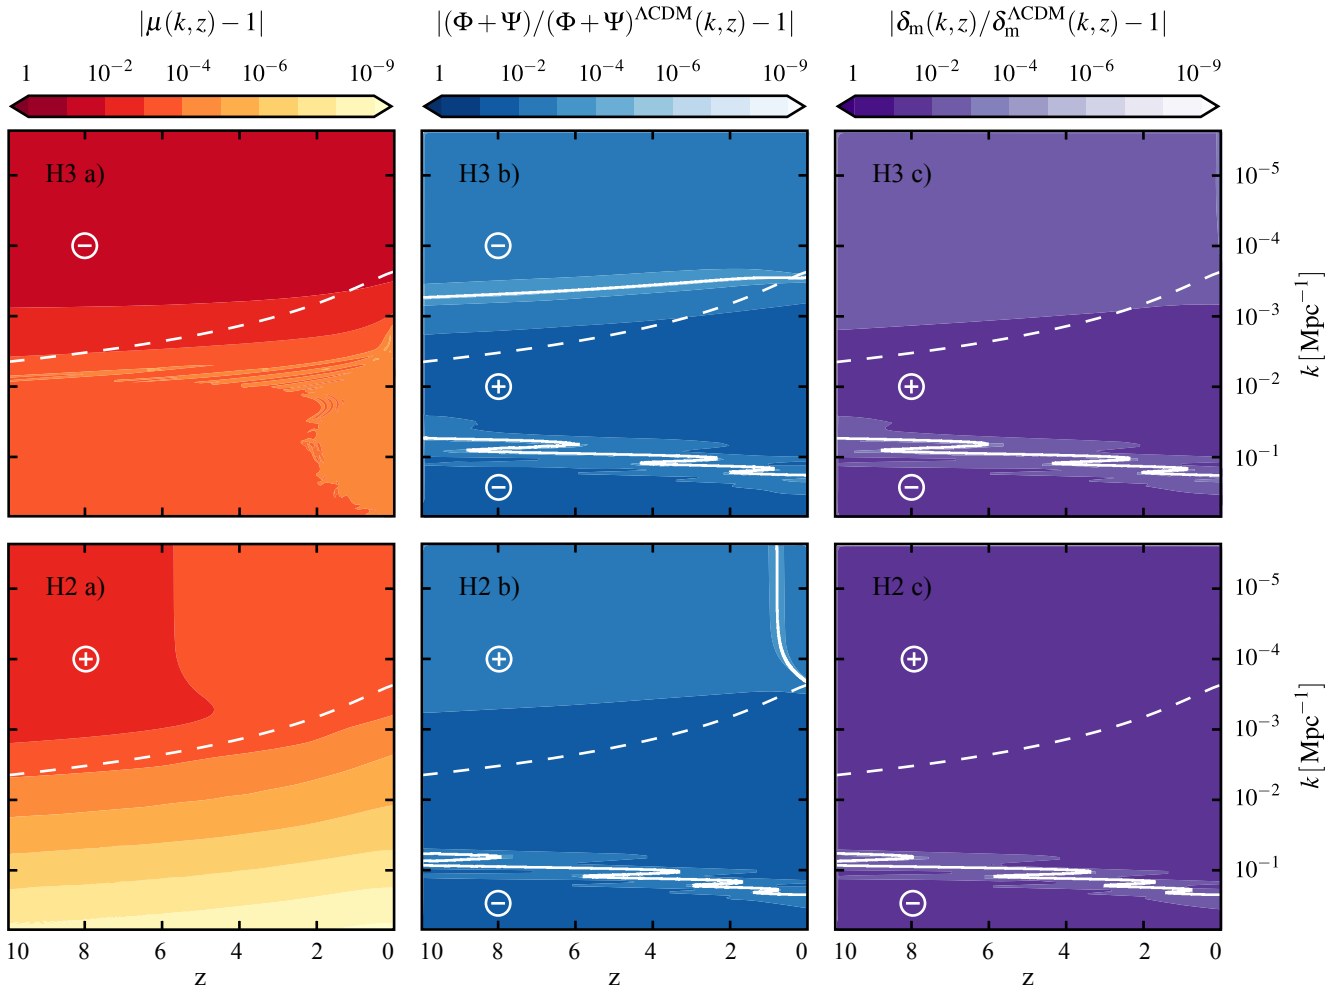 |μ(k,z)−1| |(Φ+Ψ)/(Φ+Ψ)^ΛCDM(k,z)−1| |δ_m(k,z)/δ_m^ΛCDM(k,z)−1|
1 10^−2 10^−4 10^−6 10^−9 1 10^−2 10^−4 10^−6 10^−9 1 10^−2 10^−4 10^−6 10^−9
H3 a) H3 b) H3 c)
10^−5
10^−4
10^−3
10^−2
10^−1
k [Mpc^−1]
− − + − + −
H2 a) H2 b) H2 c)
10^−5
10^−4
10^−3
10^−2
10^−1
k [Mpc^−1]
+ + − + −
10 8 6 4 2 0 10 8 6 4 2 0 10 8 6 4 2 0
z z z